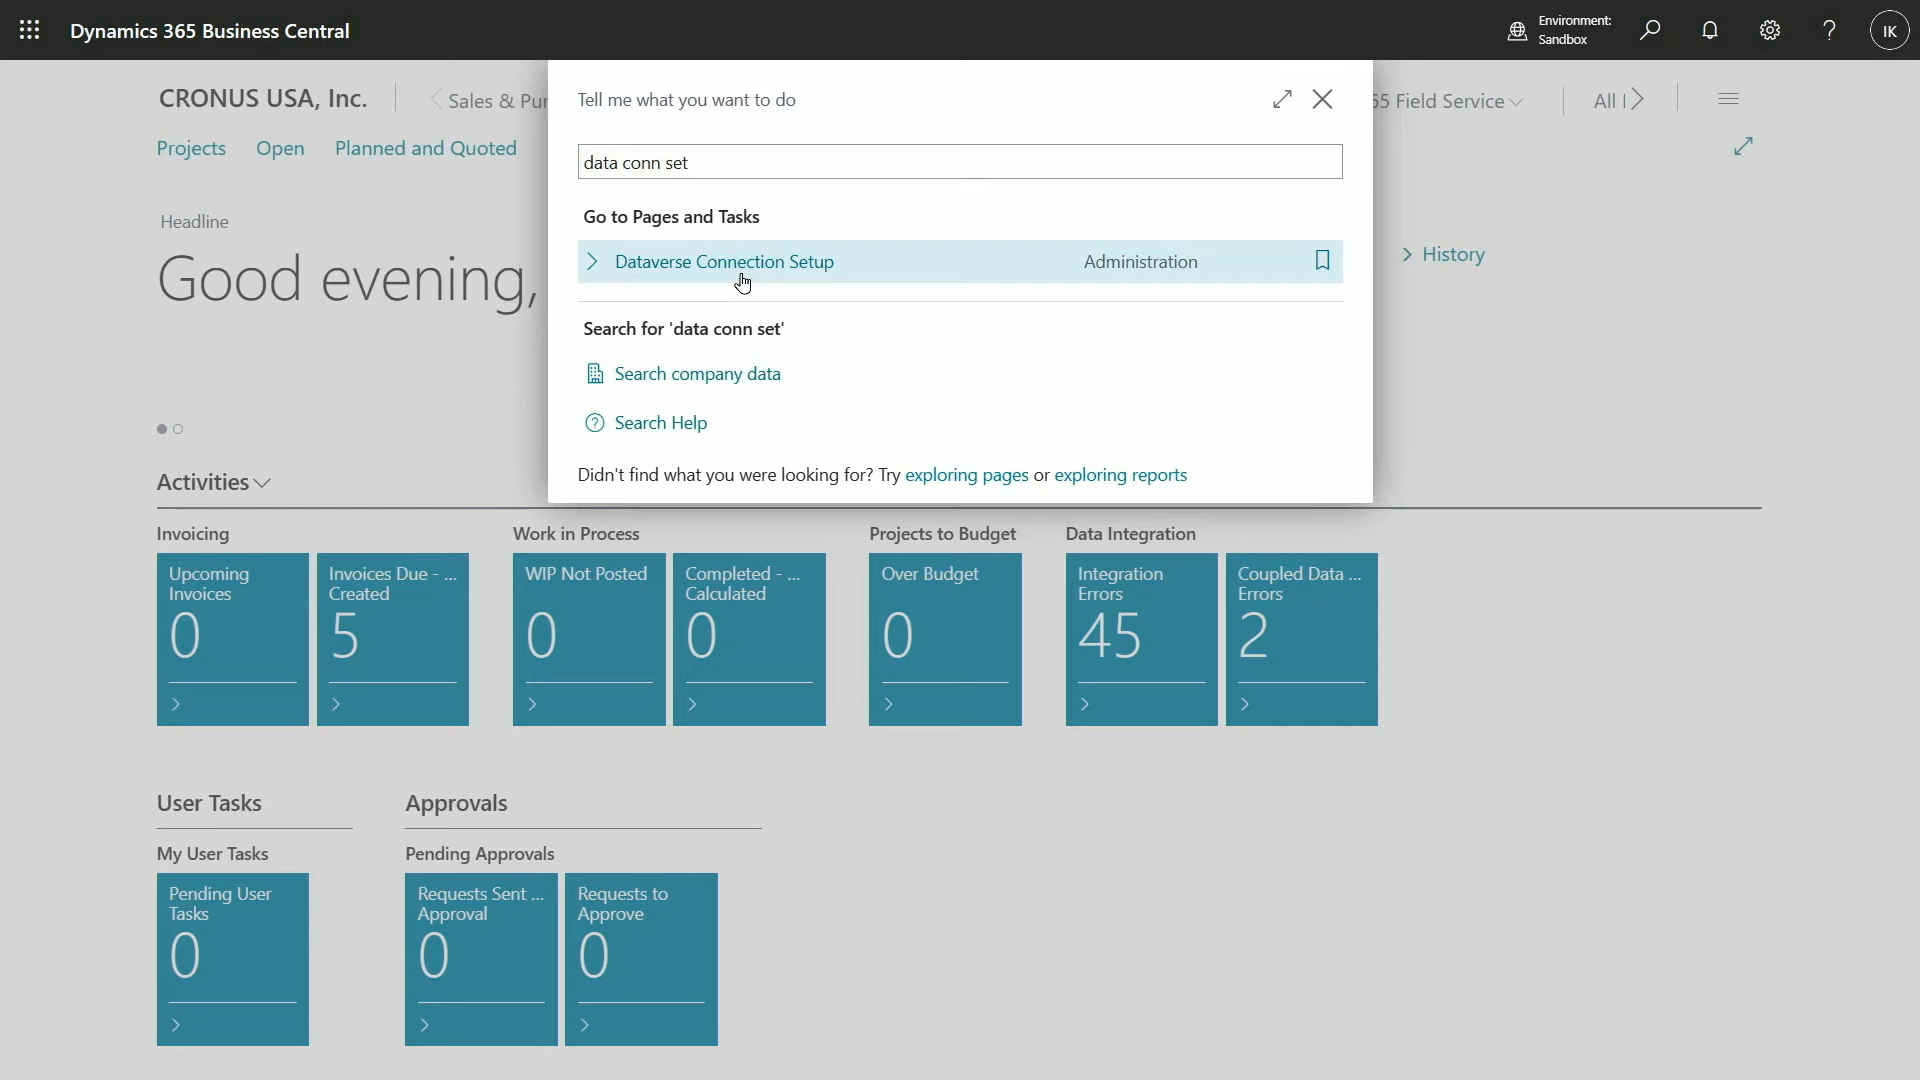 Dynamics 365 Business Central
Environment:
Sandbox
IK
CRONUS USA, Inc.
Sales & Pur
55 Field Service
All
Projects
Open
Planned and Quoted
Headline
Good evening,
History
Tell me what you want to do
data conn set
Go to Pages and Tasks
Dataverse Connection Setup
Administration
Search for 'data conn set'
Search company data
Search Help
Didn't find what you were looking for? Try exploring pages or exploring reports
Activities
Invoicing
Upcoming
Invoices
0
Invoices Due - ...
Created
5
Work in Process
WIP Not Posted
0
Completed - ...
Calculated
0
Projects to Budget
Over Budget
0
Data Integration
Integration
Errors
45
Coupled Data ...
Errors
2
User Tasks
My User Tasks
Pending User
Tasks
0
Approvals
Pending Approvals
Requests Sent ...
Approval
0
Requests to
Approve
0